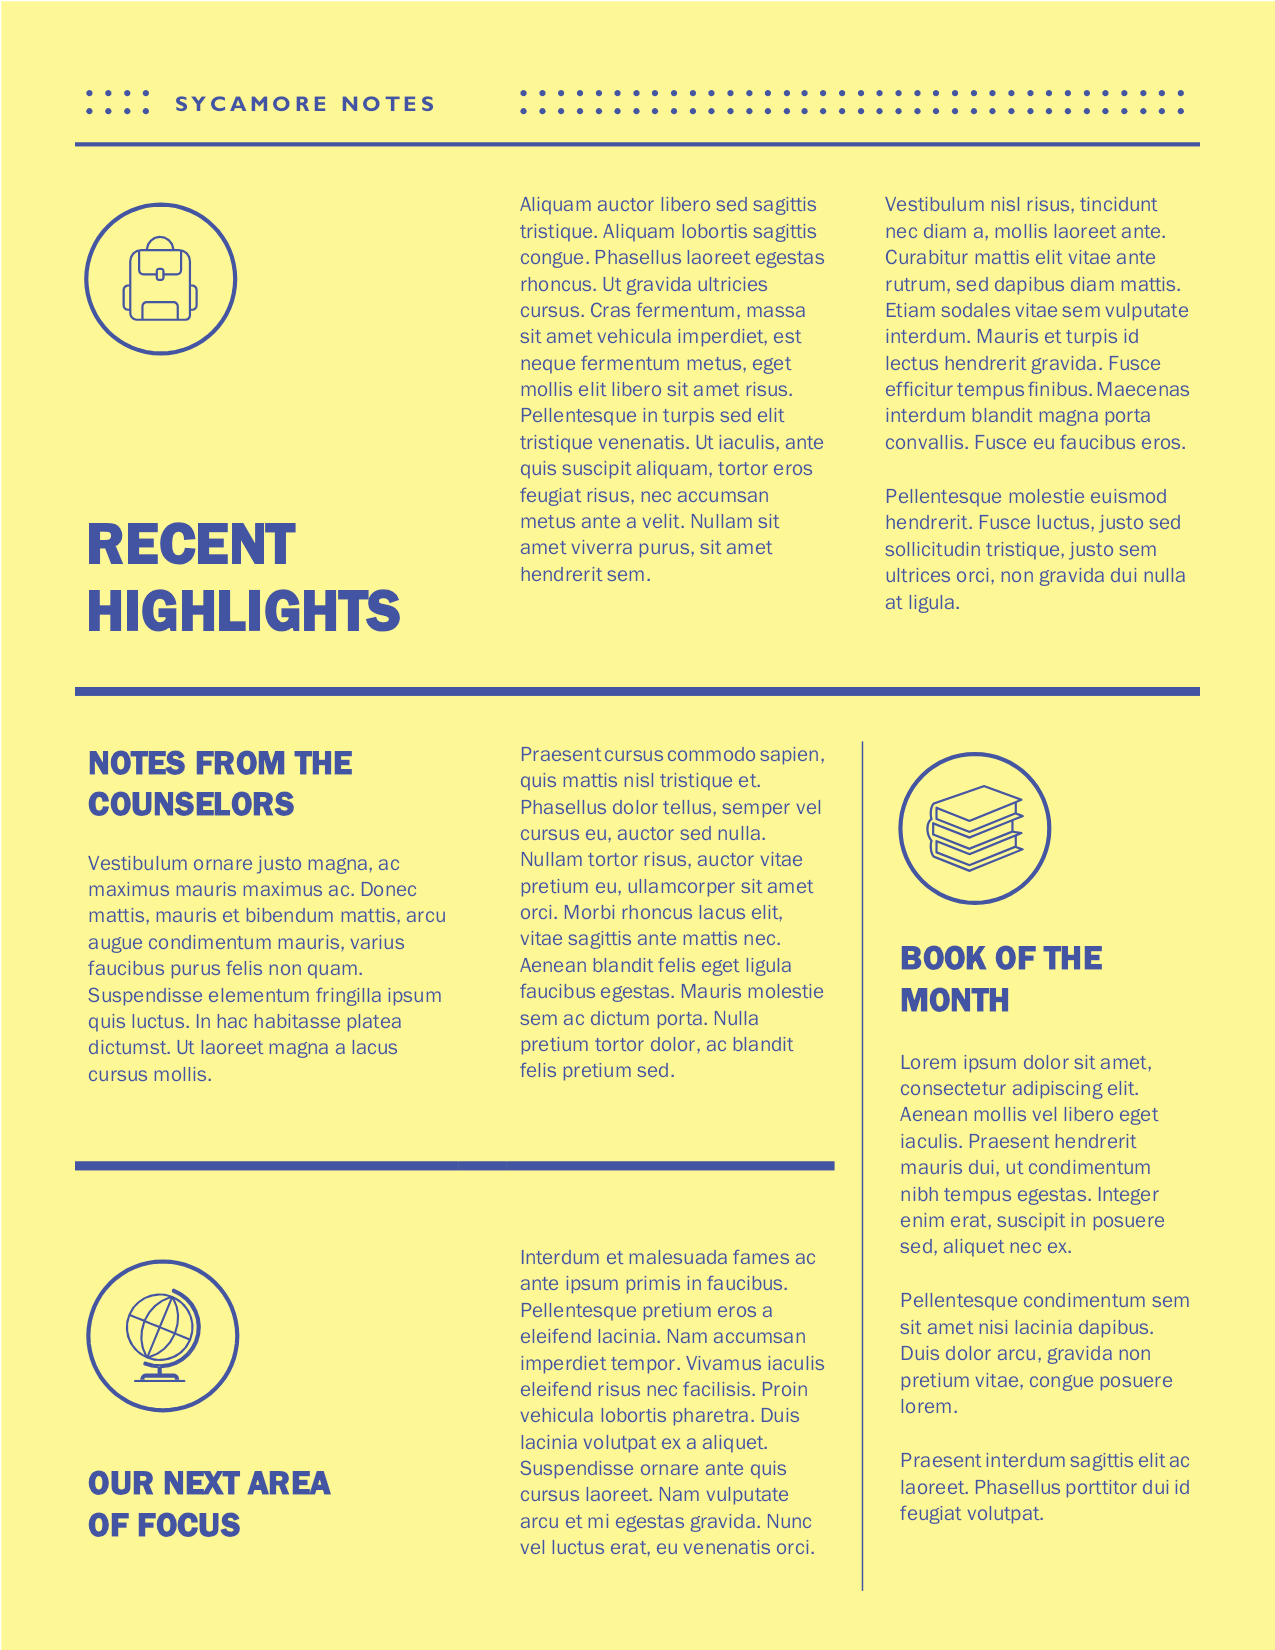 SYCAMORE NOTES
RECENT
HIGHLIGHTS
Aliquam auctor libero sed sagittis
tristique. Aliquam lobortis sagittis
congue. Phasellus laoreet egestas
rhoncus. Ut gravida ultricies
cursus. Cras fermentum, massa
sit amet vehicula imperdiet, est
neque fermentum metus, eget
mollis elit libero sit amet risus.
Pellentesque in turpis sed elit
tristique venenatis. Ut iaculis, ante
quis suscipit aliquam, tortor eros
feugiat risus, nec accumsan
metus ante a velit. Nullam sit
amet viverra purus, sit amet
hendrerit sem.
Vestibulum nisl risus, tincidunt
nec diam a, mollis laoreet ante.
Curabitur mattis elit vitae ante
rutrum, sed dapibus diam mattis.
Etiam sodales vitae sem vulputate
interdum. Mauris et turpis id
lectus hendrerit gravida. Fusce
efficitur tempus finibus. Maecenas
interdum blandit magna porta
convallis. Fusce eu faucibus eros.
Pellentesque molestie euismod
hendrerit. Fusce luctus, justo sed
sollicitudin tristique, justo sem
ultrices orci, non gravida dui nulla
at ligula.
NOTES FROM THE
COUNSELORS
Vestibulum ornare justo magna, ac
maximus mauris maximus ac. Donec
mattis, mauris et bibendum mattis, arcu
augue condimentum mauris, varius
faucibus purus felis non quam.
Suspendisse elementum fringilla ipsum
quis luctus. In hac habitasse platea
dictumst. Ut laoreet magna a lacus
cursus mollis.
Praesent cursus commodo sapien,
quis mattis nisl tristique et.
Phasellus dolor tellus, semper vel
cursus eu, auctor sed nulla.
Nullam tortor risus, auctor vitae
pretium eu, ullamcorper sit amet
orci. Morbi rhoncus lacus elit,
vitae sagittis ante mattis nec.
Aenean blandit felis eget ligula
faucibus egestas. Mauris molestie
sem ac dictum porta. Nulla
pretium tortor dolor, ac blandit
felis pretium sed.
OUR NEXT AREA
OF FOCUS
Interdum et malesuada fames ac
ante ipsum primis in faucibus.
Pellentesque pretium eros a
eleifend lacinia. Nam accumsan
imperdiet tempor. Vivamus iaculis
eleifend risus nec facilisis. Proin
vehicula lobortis pharetra. Duis
lacinia volutpat ex a aliquet.
Suspendisse ornare ante quis
cursus laoreet. Nam vulputate
arcu et mi egestas gravida. Nunc
vel luctus erat, eu venenatis orci.
BOOK OF THE
MONTH
Lorem ipsum dolor sit amet,
consectetur adipiscing elit.
Aenean mollis vel libero eget
iaculis. Praesent hendrerit
mauris dui, ut condimentum
nibh tempus egestas. Integer
enim erat, suscipit in posuere
sed, aliquet nec ex.
Pellentesque condimentum sem
sit amet nisi lacinia dapibus.
Duis dolor arcu, gravida non
pretium vitae, congue posuere
lorem.
Praesent interdum sagittis elit ac
laoreet. Phasellus porttitor dui id
feugiat volutpat.